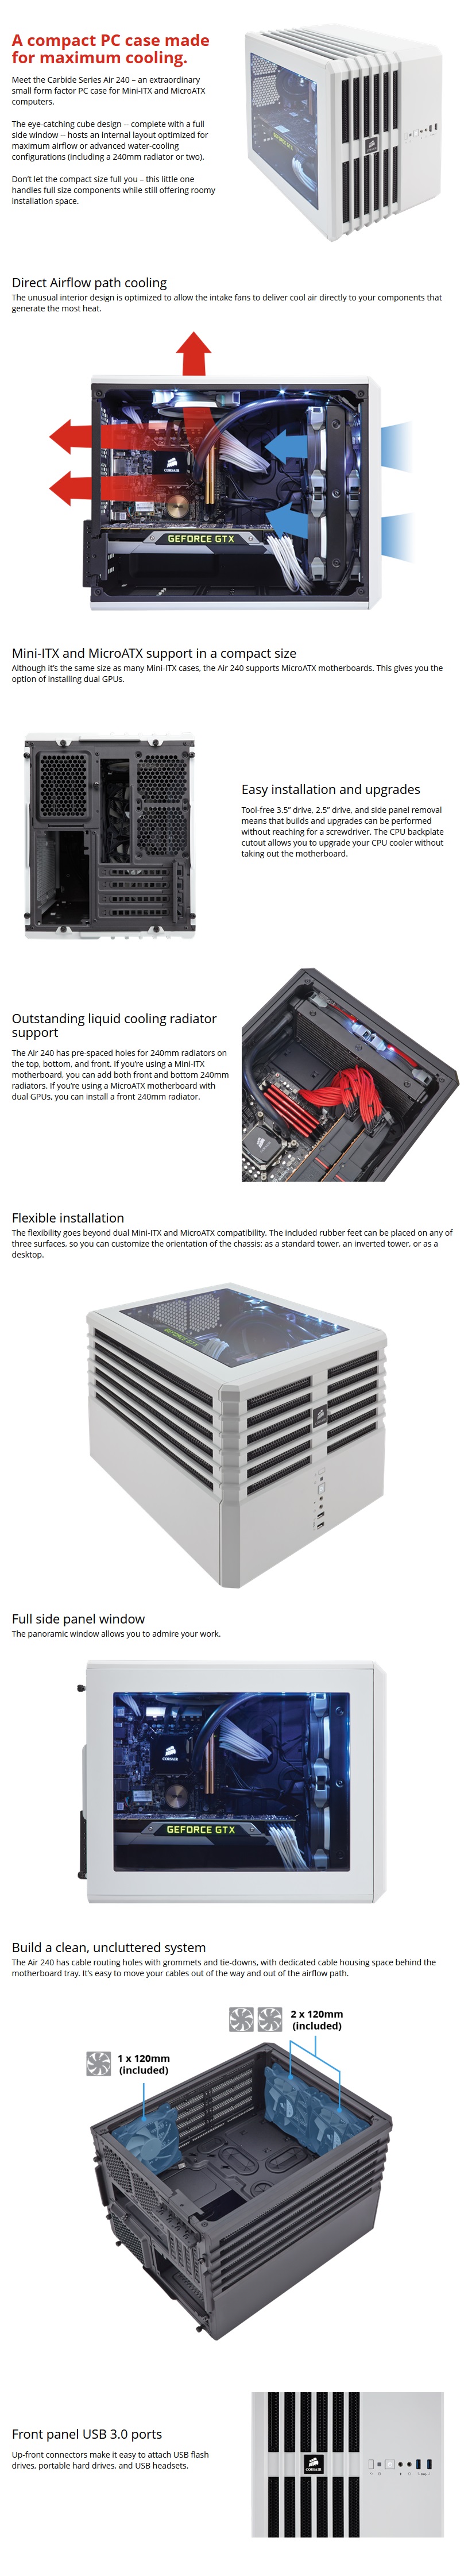 A compact PC case made
for maximum cooling.
Meet the Carbide Series Air 240 – an extraordinary
small form factor PC case for Mini-ITX and MicroATX
computers.
The eye-catching cube design -- complete with a full
side window -- hosts an internal layout optimized for
maximum airflow or advanced water-cooling
configurations (including a 240mm radiator or two).
Don't let the compact size full you – this little one
handles full size components while still offering roomy
installation space.
Direct Airflow path cooling
The unusual interior design is optimized to allow the intake fans to deliver cool air directly to your components that
generate the most heat.
CORSAIR
GEFORCE GTX
Mini-ITX and MicroATX support in a compact size
Although it's the same size as many Mini-ITX cases, the Air 240 supports MicroATX motherboards. This gives you the
option of installing dual GPUs.
Easy installation and upgrades
Tool-free 3.5" drive, 2.5" drive, and side panel removal
means that builds and upgrades can be performed
without reaching for a screwdriver. The CPU backplate
cutout allows you to upgrade your CPU cooler without
taking out the motherboard.
Outstanding liquid cooling radiator
support
The Air 240 has pre-spaced holes for 240mm radiators on
the top, bottom, and front. If you're using a Mini-ITX
motherboard, you can add both front and bottom 240mm
radiators. If you're using a MicroATX motherboard with
dual GPUs, you can install a front 240mm radiator.
Flexible installation
The flexibility goes beyond dual Mini-ITX and MicroATX compatibility. The included rubber feet can be placed on any of
three surfaces, so you can customize the orientation of the chassis: as a standard tower, an inverted tower, or as a
desktop.
GEFORCE GTX
Full side panel window
The panoramic window allows you to admire your work.
CORSAIR
GEFORCE GTX
Build a clean, uncluttered system
The Air 240 has cable routing holes with grommets and tie-downs, with dedicated cable housing space behind the
motherboard tray. It's easy to move your cables out of the way and out of the airflow path.
2 x 120mm
(included)
1 x 120mm
(included)
Front panel USB 3.0 ports
Up-front connectors make it easy to attach USB flash
drives, portable hard drives, and USB headsets.
CORSAIR